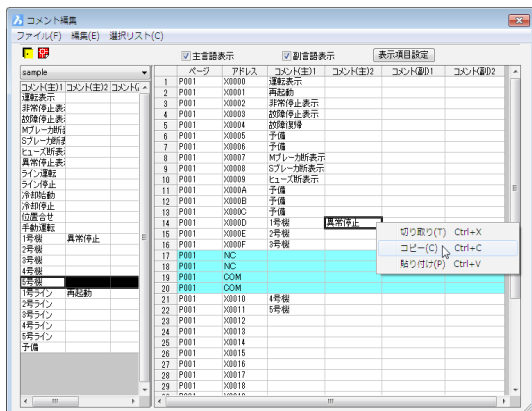 コメント編集
ファイル(F) 編集(E) 選択リスト(C)
主言語表示 副言語表示 表示項目設定
sample
コメント(主)1 コメント(主)2
運転表示
非常停止表
故障停止表
Mブレーカ断
Sブレーカ断
ヒューズ断表
異常停止表
ライン運転
ライン停止
冷却始動
冷却停止
位置合せ
手動運転
1号機 異常停止
2号機
3号機
4号機
5号機
1号ライン 再起動
2号ライン
3号ライン
4号ライン
5号ライン
予備
ページ アドレス コメント(主)1 コメント(主)2 コメント(副)1 コメント(副)2
1 P001 X0000 運転表示
2 P001 X0001 再起動
3 P001 X0002 非常停止表示
4 P001 X0003 故障停止表示
5 P001 X0004 故障復帰
6 P001 X0005 予備
7 P001 X0006 予備
8 P001 X0007 Mブレーカ断表示
9 P001 X0008 Sブレーカ断表示
10 P001 X0009 ヒューズ断表示
11 P001 X000A 予備
12 P001 X000B 予備
13 P001 X000C 予備
14 P001 X000D 1号機 異常停止
15 P001 X000E 2号機
16 P001 X000F 3号機
17 P001 NC
18 P001 NC
19 P001 COM
20 P001 COM
21 P001 X0010 4号機
22 P001 X0011 5号機
23 P001 X0012
24 P001 X0013
25 P001 X0014
26 P001 X0015
27 P001 X0016
28 P001 X0017
29 P001 X0018
切り取り(T) Ctrl+X
コピー(C) Ctrl+C
貼り付け(P) Ctrl+V